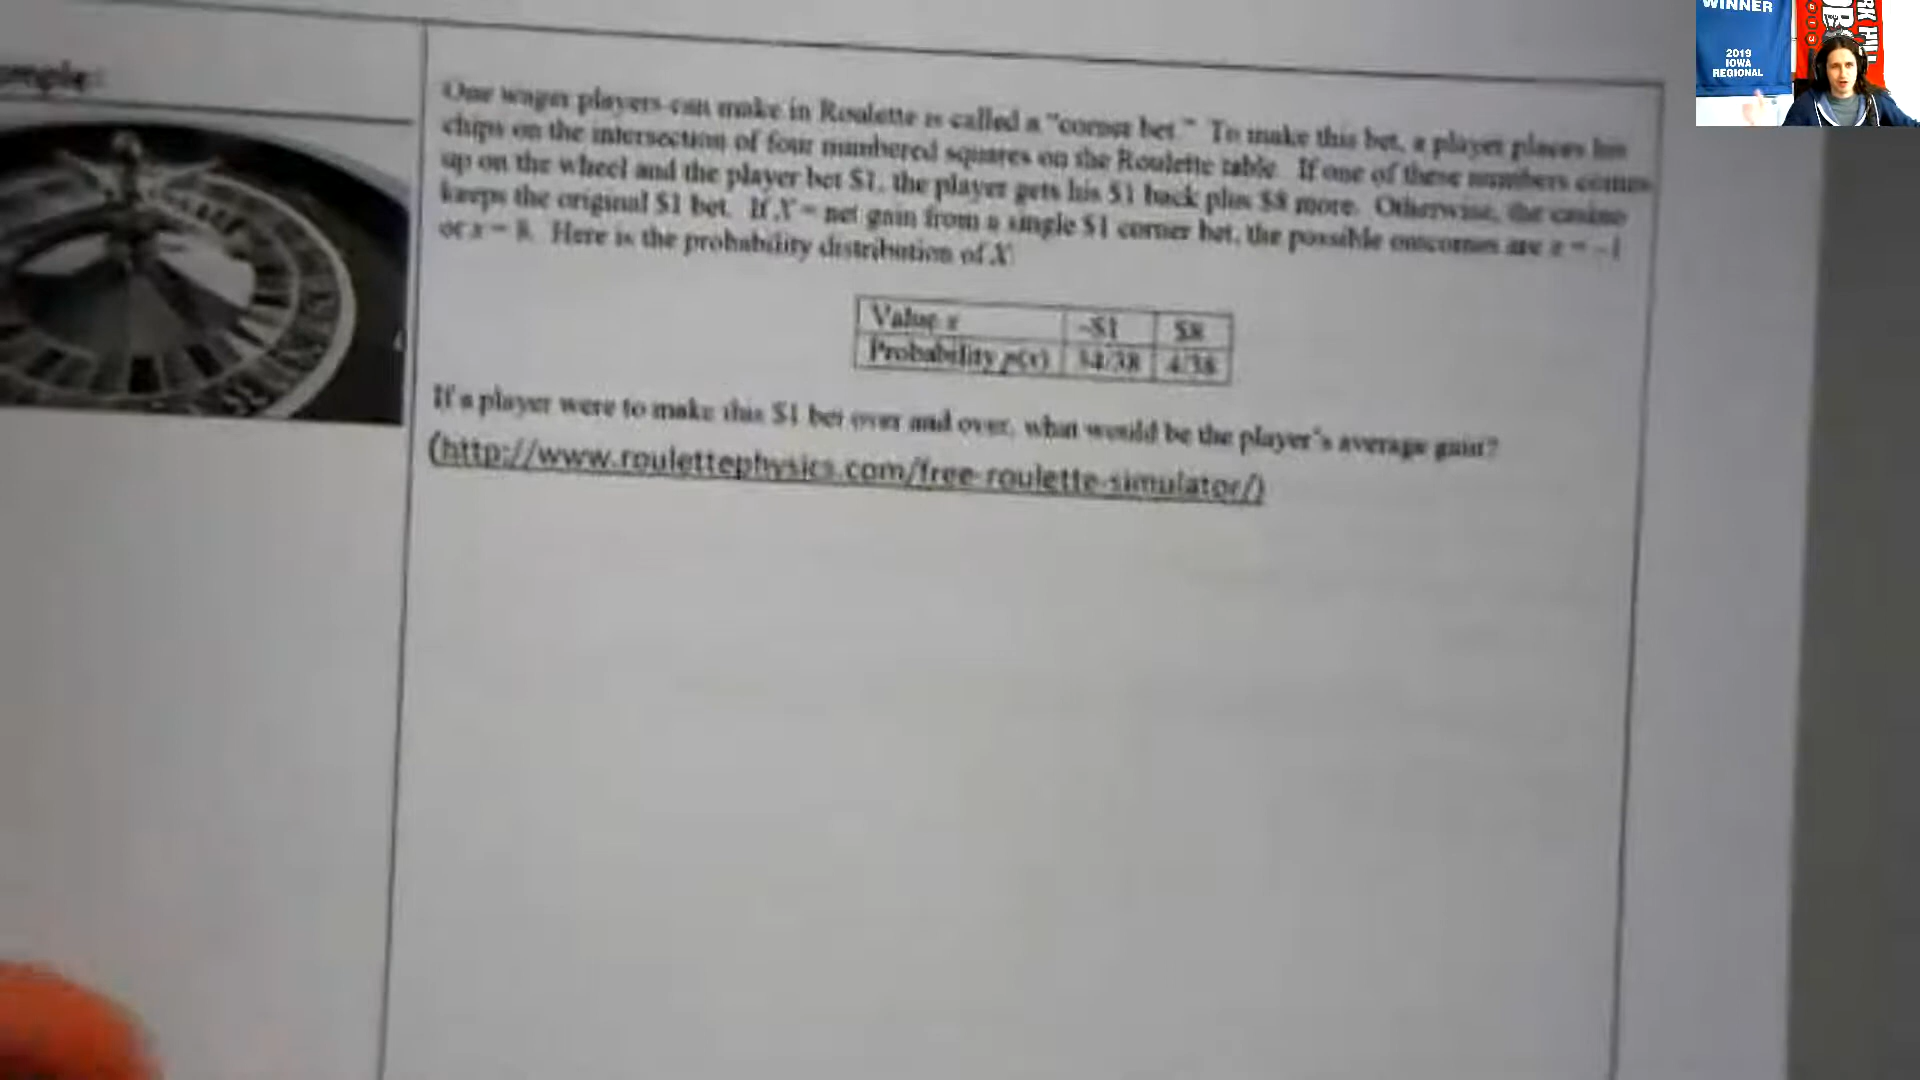 WINNER
2019
IOWA
REGIONAL
One wager players can make in Roulette is called a "corner bet." To make this bet, a player places his
chips on the intersection of four numbered squares on the Roulette table. If one of these numbers comes
up on the wheel and the player bet $1, the player gets his $1 back plus $8 more. Otherwise, the casino
keeps the original $1 bet. If X = net gain from a single $1 corner bet, the possible outcomes are x = -1
or x = 8. Here is the probability distribution of X:
Value x -$1 $8
Probability p(x) 34/38 4/38
If a player were to make this $1 bet over and over, what would be the player's average gain?
(http://www.roulettephysics.com/free-roulette-simulator/)